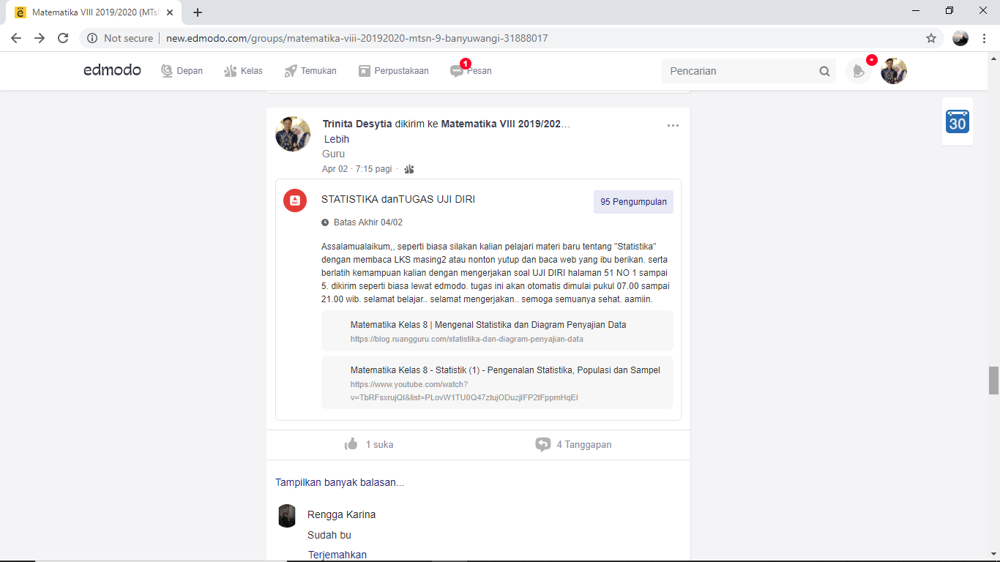 Matematika VIII 2019/2020 (MTs
Not secure new.edmodo.com/groups/matematika-viii-20192020-mtsn-9-banyuwangi-31888017
edmodo Depan Kelas Temukan Perpustakaan 1 Pesan Pencarian
30
Trinita Desytia dikirim ke Matematika VIII 2019/202…
Lebih
Guru
Apr 02 · 7:15 pagi ·
STATISTIKA danTUGAS UJI DIRI
95 Pengumpulan
Batas Akhir 04/02
Assalamualaikum,, seperti biasa silakan kalian pelajari materi baru tentang "Statistika"
dengan membaca LKS masing2 atau nonton yutup dan baca web yang ibu berikan. serta
berlatih kemampuan kalian dengan mengerjakan soal UJI DIRI halaman 51 NO 1 sampai
5. dikirim seperti biasa lewat edmodo. tugas ini akan otomatis dimulai pukul 07.00 sampai
21.00 wib. selamat belajar.. selamat mengerjakan.. semoga semuanya sehat. aamiin.
Matematika Kelas 8 | Mengenal Statistika dan Diagram Penyajian Data
https://blog.ruangguru.com/statistika-dan-diagram-penyajian-data
Matematika Kelas 8 - Statistik (1) - Pengenalan Statistika, Populasi dan Sampel
https://www.youtube.com/watch?
v=TbRFsxrujQI&list=PLovW1TU0Q47ztujODuzjIFP2tFppmHqEI
1 suka
4 Tanggapan
Tampilkan banyak balasan...
Rengga Karina
Sudah bu
Terjemahkan